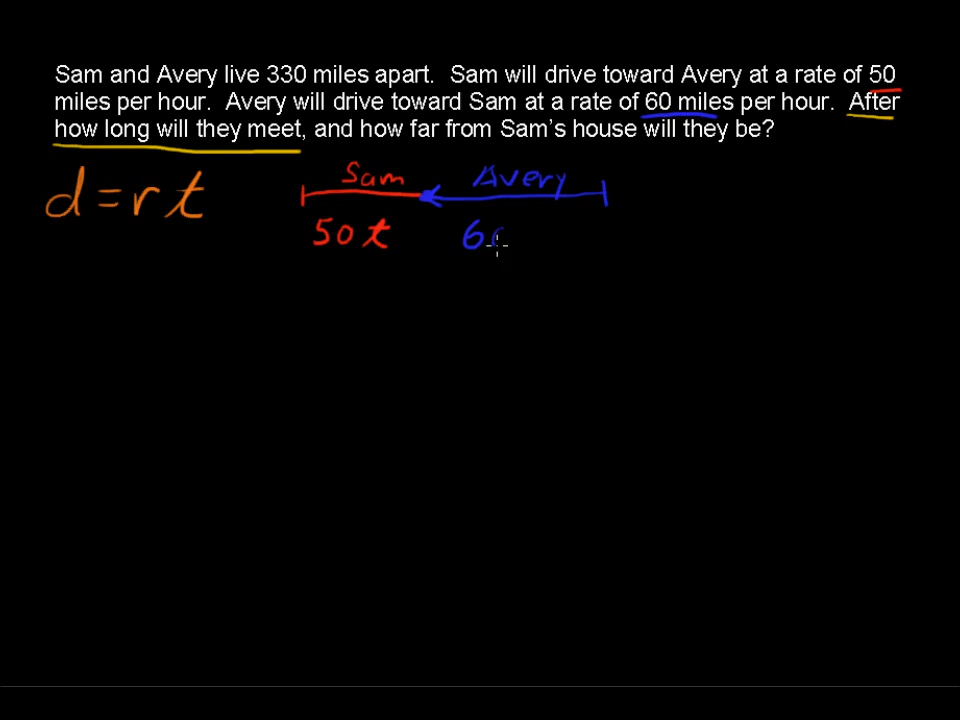 Sam and Avery live 330 miles apart. Sam will drive toward Avery at a rate of 50
miles per hour. Avery will drive toward Sam at a rate of 60 miles per hour. After
how long will they meet, and how far from Sam's house will they be?
d = r t
Sam Avery
50 t 6